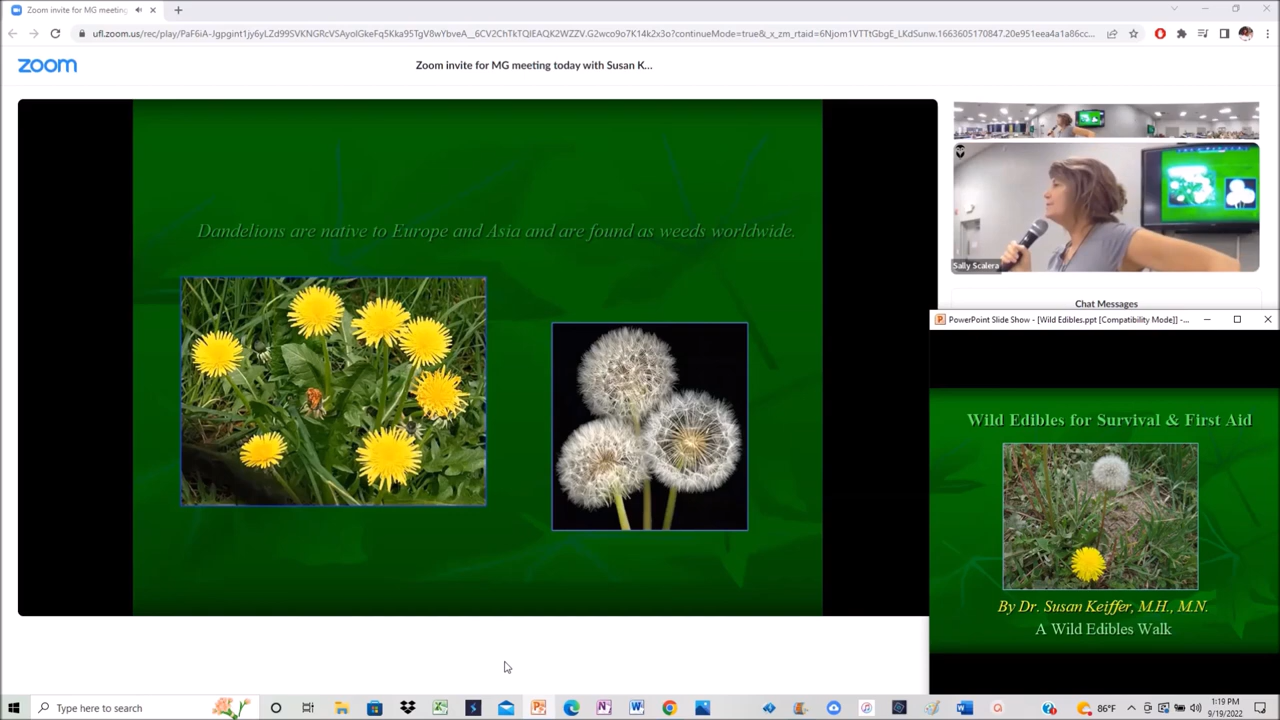 Zoom invite for MG meeting
ufl.zoom.us/rec/play/PaF6iA-Jgpgint1jy6yLZd99SVKNGRcVSAyoIGkeFq5Kka95TgV8wYbveA__6CV2ChTkTQIEAQK2WZZV.G2wco9o7K14k2x3o?continueMode=true&_x_zm_rtaid=6Njom1VTTtGbgE_LKdSunw.1663605170847.20e951eea4a1a86cc...
zoom
Zoom invite for MG meeting today with Susan K...
Dandelions are native to Europe and Asia and are found as weeds worldwide.
Sally Scalera
Chat Messages
PowerPoint Slide Show - [Wild Edibles.ppt [Compatibility Mode]] -...
Wild Edibles for Survival & First Aid
By Dr. Susan Keiffer, M.H., M.N.
A Wild Edibles Walk
Type here to search
86°F
1:19 PM
9/19/2022